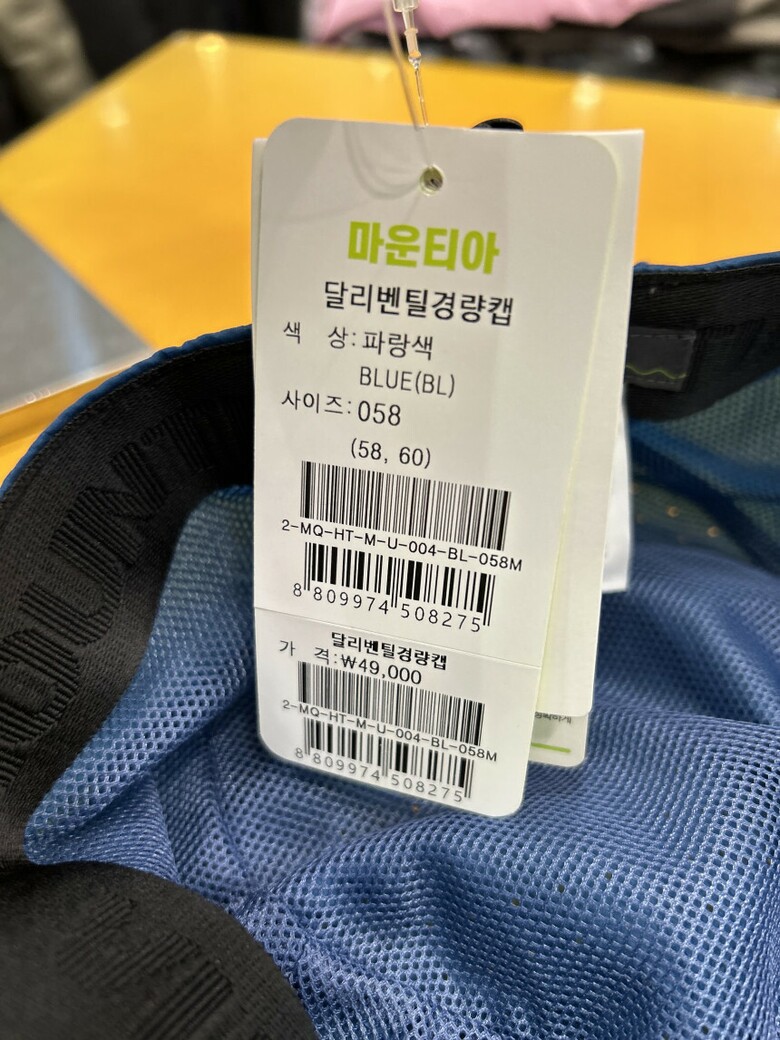 마운티아
달리벤틸경량캡
색 상:파랑색
BLUE(BL)
사이즈:058
(58, 60)
2-MQ-HT-M-U-004-BL-058M
8 809974 508275
달리벤틸경량캡
가 격:₩49,000
2-MQ-HT-M-U-004-BL-058M
8 809974 508275